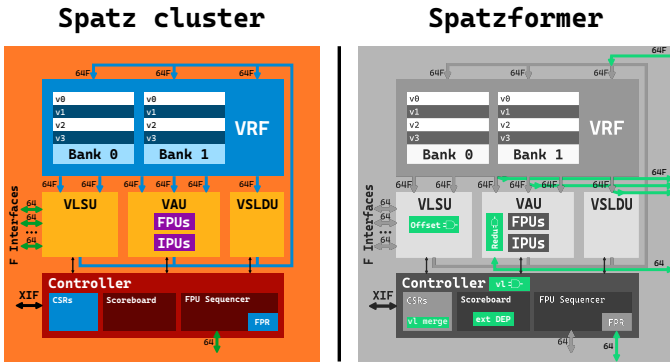 Spatz cluster
64F
64F
64F
v0
v1
v2
v3
Bank 0
v0
v1
v2
v3
Bank 1
VRF
64F
64F
64F
64F
64F
64F
VLSU
VAU
FPUs
IPUs
VSLDU
F Interfaces
64
64
...
64
Controller
XIF
CSRs
Scoreboard
FPU Sequencer
FPR
64
Spatzformer
64F
64F
64F
64F
v0
v1
v2
v3
Bank 0
v0
v1
v2
v3
Bank 1
VRF
64F
64F
64F
64F
64F
64F
VLSU
Offset
VAU
Redu
FPUs
IPUs
VSLDU
F Interfaces
64
64
...
64
64
Controller
vl
XIF
CSRs
vl merge
Scoreboard
ext DEP
FPU Sequencer
FPR
64